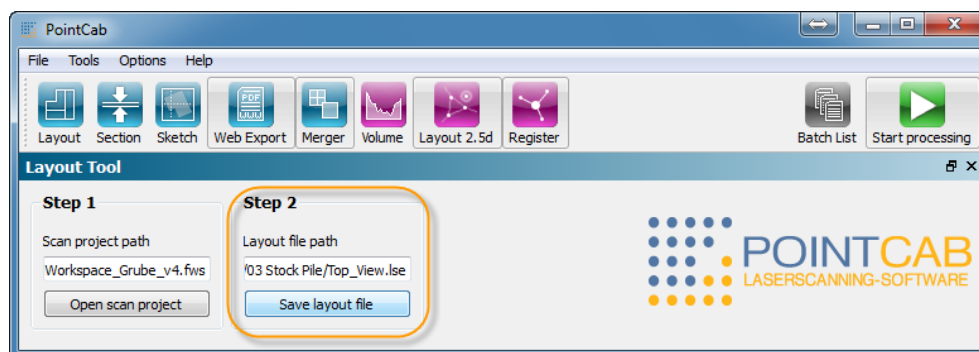 PointCab
File Tools Options Help
PDF
Layout Section Sketch Web Export Merger Volume Layout 2.5d Register Batch List Start processing
Layout Tool
Step 1 Step 2
Scan project path Layout file path
Workspace_Grube_v4.fws /03 Stock Pile/Top_View.lse
Open scan project Save layout file
POINTCAB
LASERSCANNING-SOFTWARE